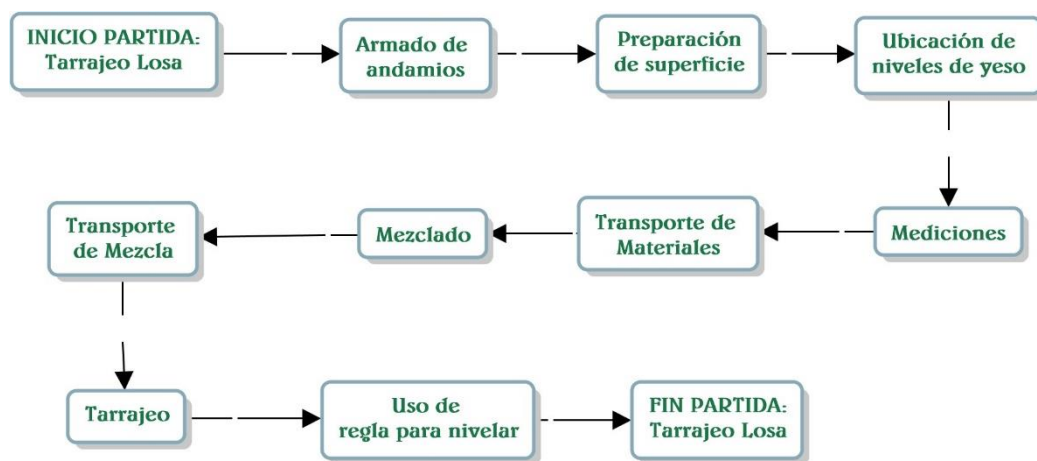 INICIO PARTIDA:
Tarrajeo Losa
Armado de
andamios
Preparación
de superficie
Ubicación de
niveles de yeso
Mediciones
Transporte de
Materiales
Mezclado
Transporte
de Mezcla
Tarrajeo
Uso de
regla para nivelar
FIN PARTIDA:
Tarrajeo Losa